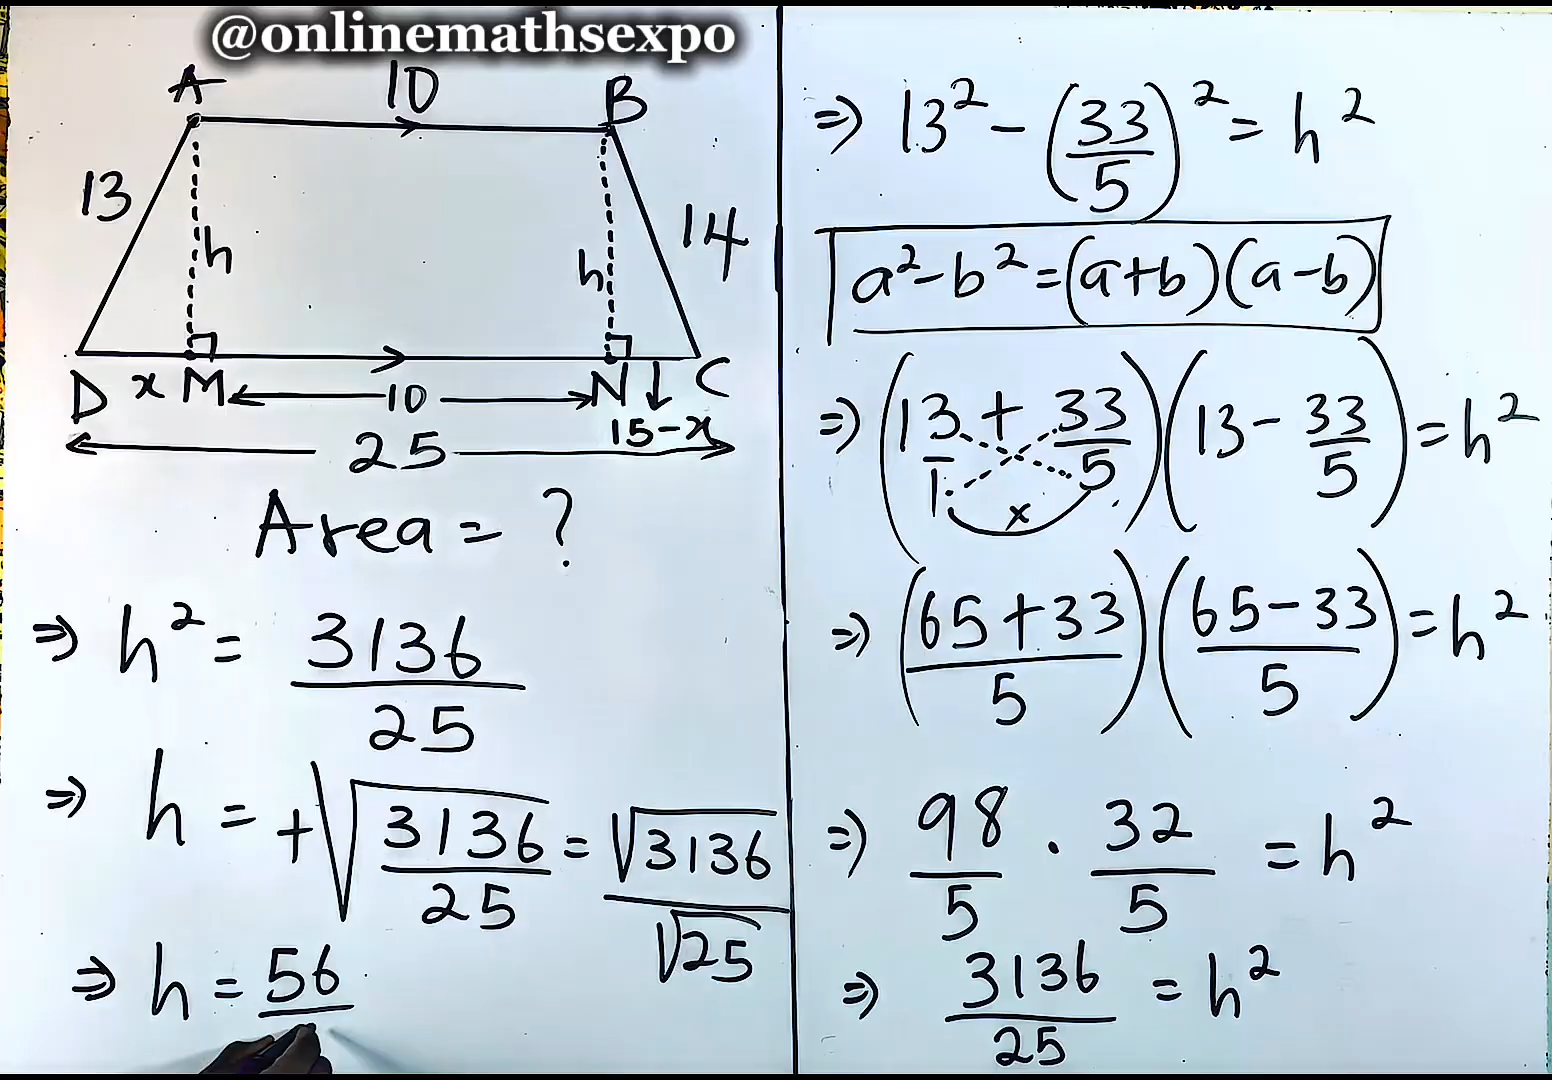 @onlinemathsexpo
A 10 B
13 h h 14
D x M 10 N C
15-x
25
Area = ?
⇒ h² = 3136/25
⇒ h = +√(3136/25) = √3136/√25
⇒ h = 56
⇒ 13² - (33/5)² = h²
a²-b² = (a+b)(a-b)
⇒ (13/1 + 33/5)(13 - 33/5) = h²
x
⇒ ((65+33)/5)((65-33)/5) = h²
⇒ 98/5 · 32/5 = h²
⇒ 3136/25 = h²